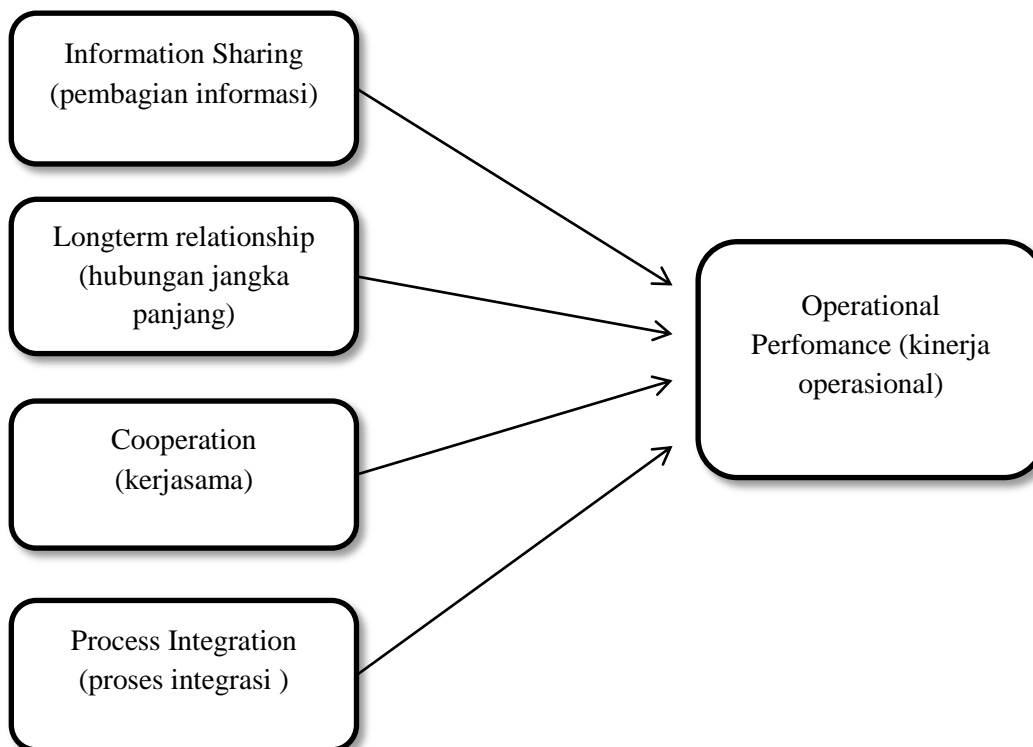 Information Sharing
(pembagian informasi)
Longterm relationship
(hubungan jangka
panjang)
Cooperation
(kerjasama)
Process Integration
(proses integrasi )
Operational
Perfomance (kinerja
operasional)